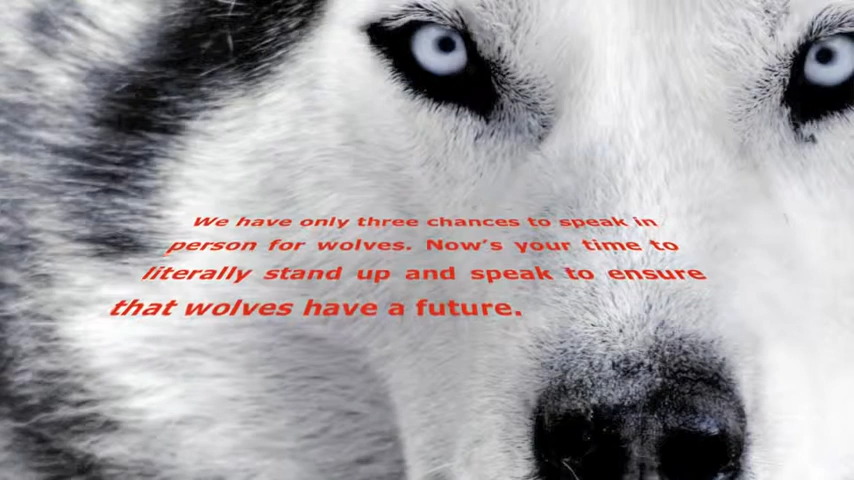 We have only three chances to speak in
person for wolves. Now's your time to
literally stand up and speak to ensure
that wolves have a future.